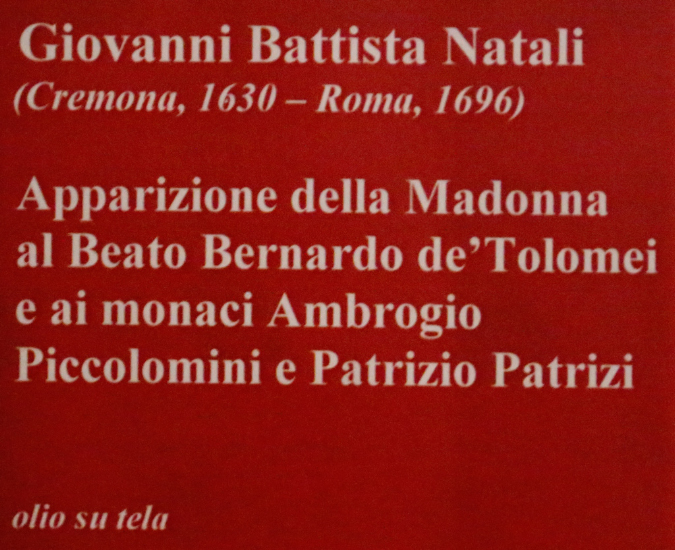 Giovanni Battista Natali
(Cremona, 1630 – Roma, 1696)
Apparizione della Madonna
al Beato Bernardo de’Tolomei
e ai monaci Ambrogio
Piccolomini e Patrizio Patrizi
olio su tela